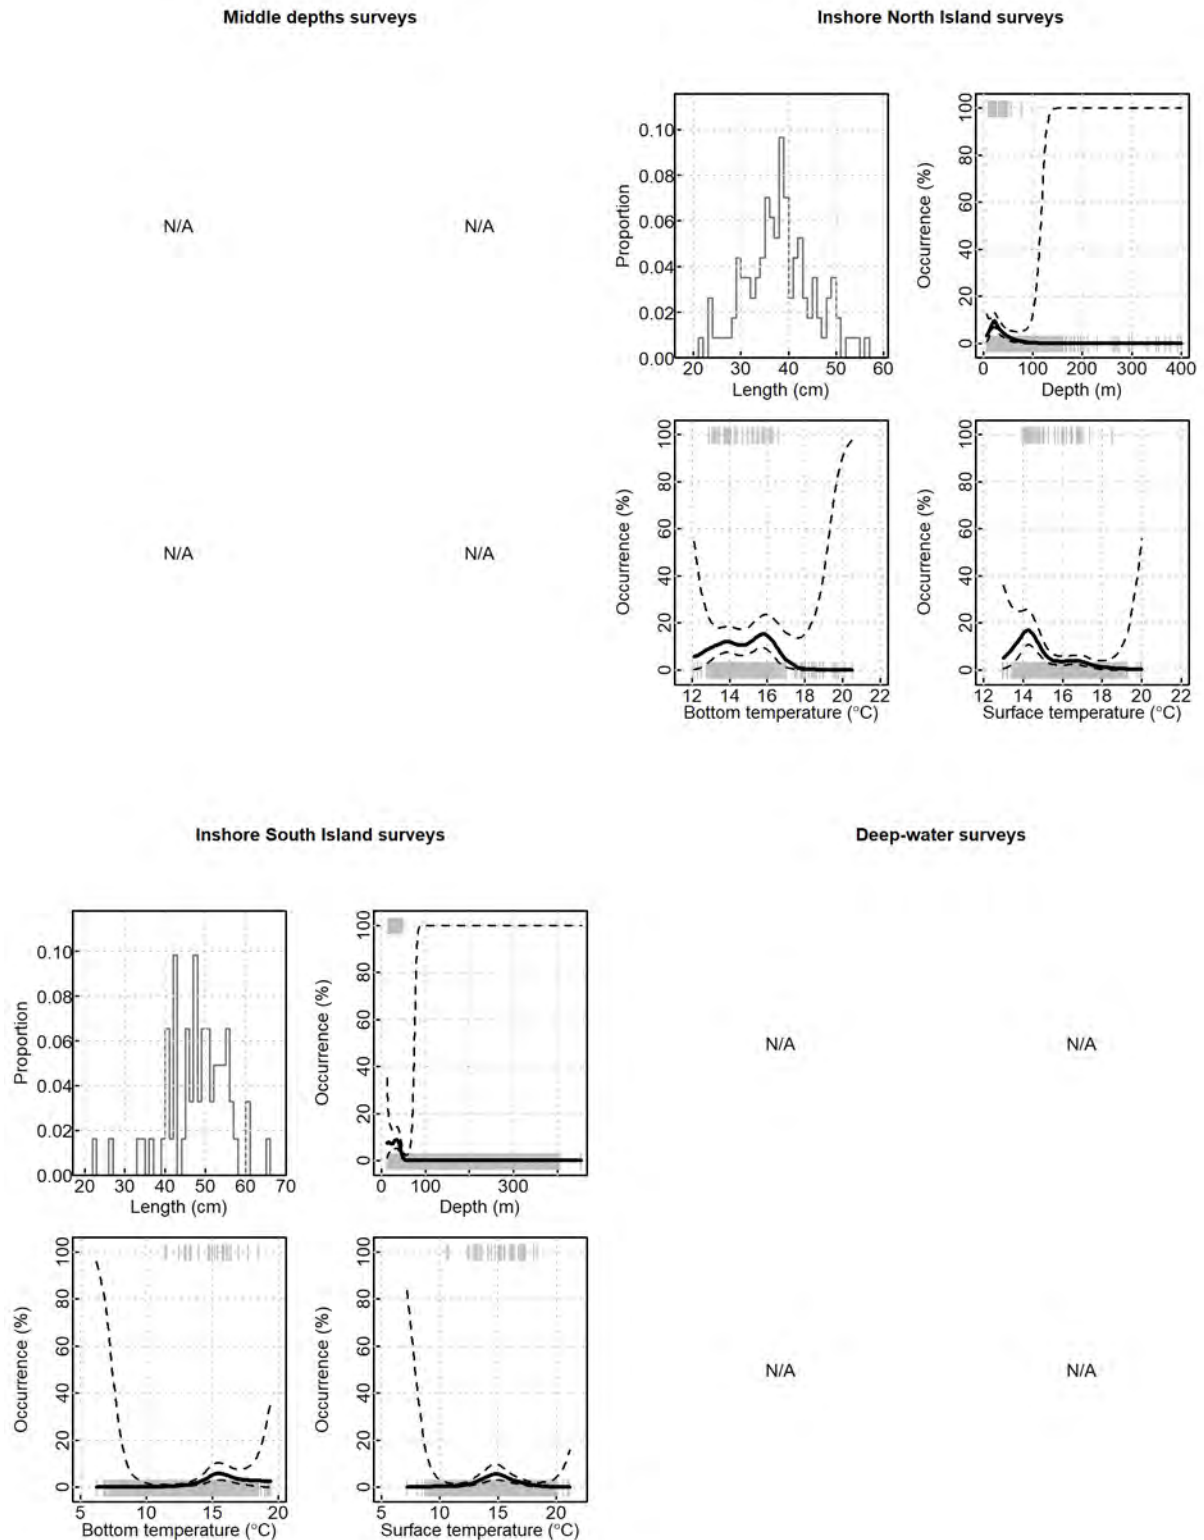 Middle depths surveys
N/A
N/A
N/A
N/A
Inshore North Island surveys
Proportion
0.10
0.08
0.06
0.04
0.02
0.00
20 30 40 50 60
Length (cm)
Occurrence (%)
100
80
60
40
20
0
0 100 200 300 400
Depth (m)
Occurrence (%)
100
80
60
40
20
0
12 14 16 18 20 22
Bottom temperature (°C)
Occurrence (%)
100
80
60
40
20
0
12 14 16 18 20 22
Surface temperature (°C)
Inshore South Island surveys
Proportion
0.10
0.08
0.06
0.04
0.02
0.00
20 30 40 50 60 70
Length (cm)
Occurrence (%)
100
80
60
40
20
0
0 100 300
Depth (m)
Occurrence (%)
100
80
60
40
20
0
5 10 15 20
Bottom temperature (°C)
Occurrence (%)
100
80
60
40
20
0
5 10 15 20
Surface temperature (°C)
Deep-water surveys
N/A
N/A
N/A
N/A